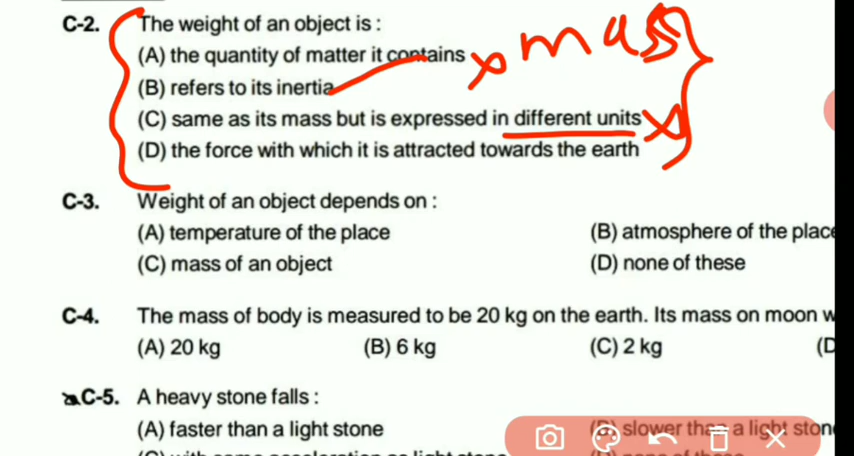 C-2. The weight of an object is :
(A) the quantity of matter it contains x mass
(B) refers to its inertia
(C) same as its mass but is expressed in different units x
(D) the force with which it is attracted towards the earth
C-3. Weight of an object depends on :
(A) temperature of the place (B) atmosphere of the place
(C) mass of an object (D) none of these
C-4. The mass of body is measured to be 20 kg on the earth. Its mass on moon w
(A) 20 kg (B) 6 kg (C) 2 kg (D
C-5. A heavy stone falls :
(A) faster than a light stone (B) slower than a light ston